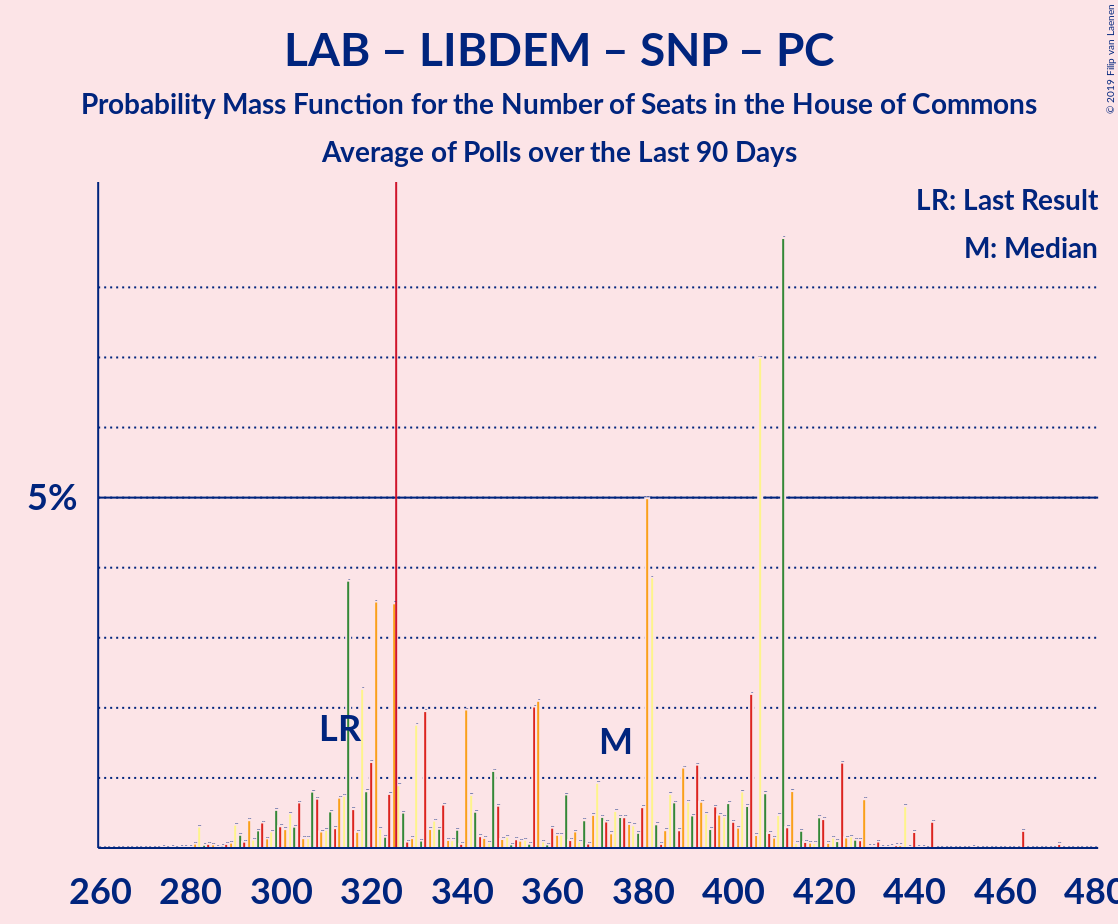 LAB – LIBDEM – SNP – PC
Probability Mass Function for the Number of Seats in the House of Commons
Average of Polls over the Last 90 Days
© 2019 Filip van Laenen
LR: Last Result
M: Median
5%
LR
M
260 280 300 320 340 360 380 400 420 440 460 480